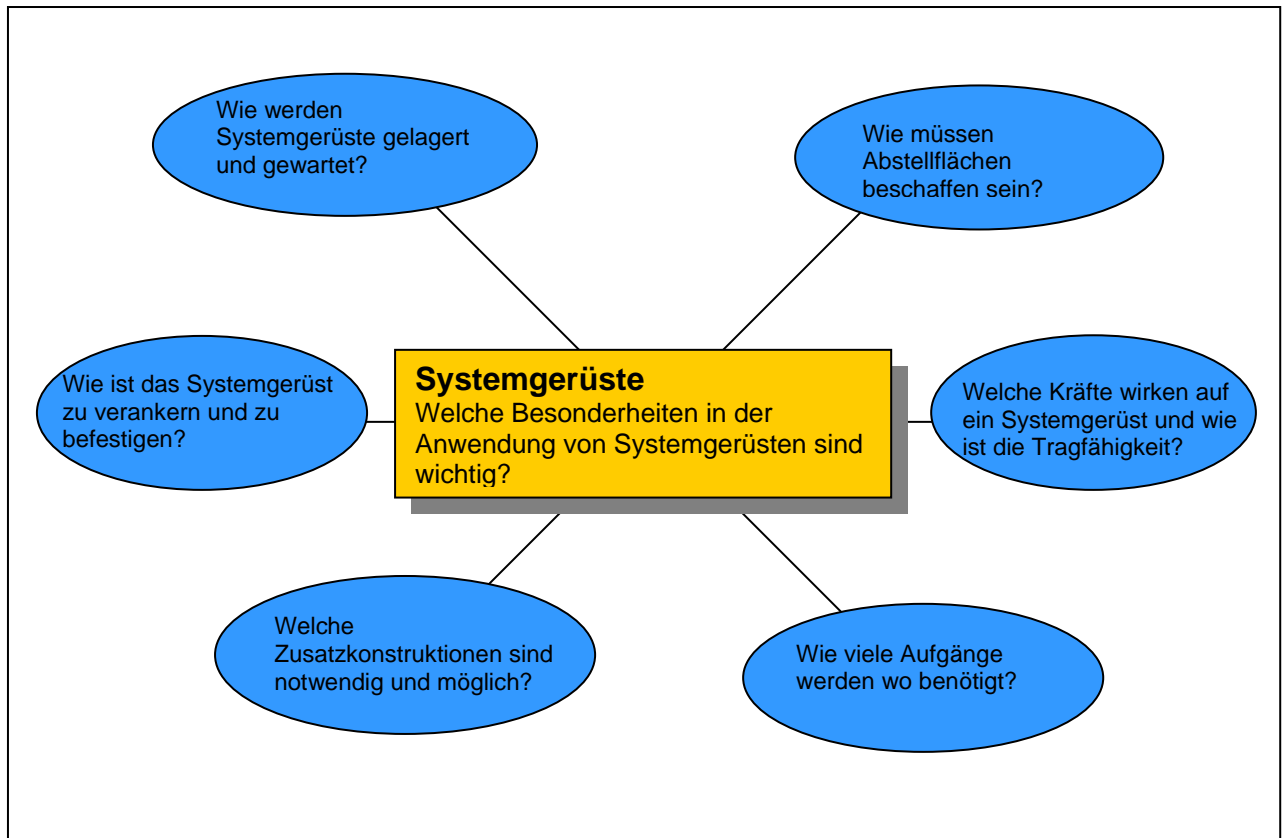 Wie werden
Systemgerüste gelagert
und gewartet?
Wie müssen
Abstellflächen
beschaffen sein?
Wie ist das Systemgerüst
zu verankern und zu
befestigen?
Systemgerüste
Welche Besonderheiten in der
Anwendung von Systemgerüsten sind
wichtig?
Welche Kräfte wirken auf
ein Systemgerüst und wie
ist die Tragfähigkeit?
Welche
Zusatzkonstruktionen sind
notwendig und möglich?
Wie viele Aufgänge
werden wo benötigt?